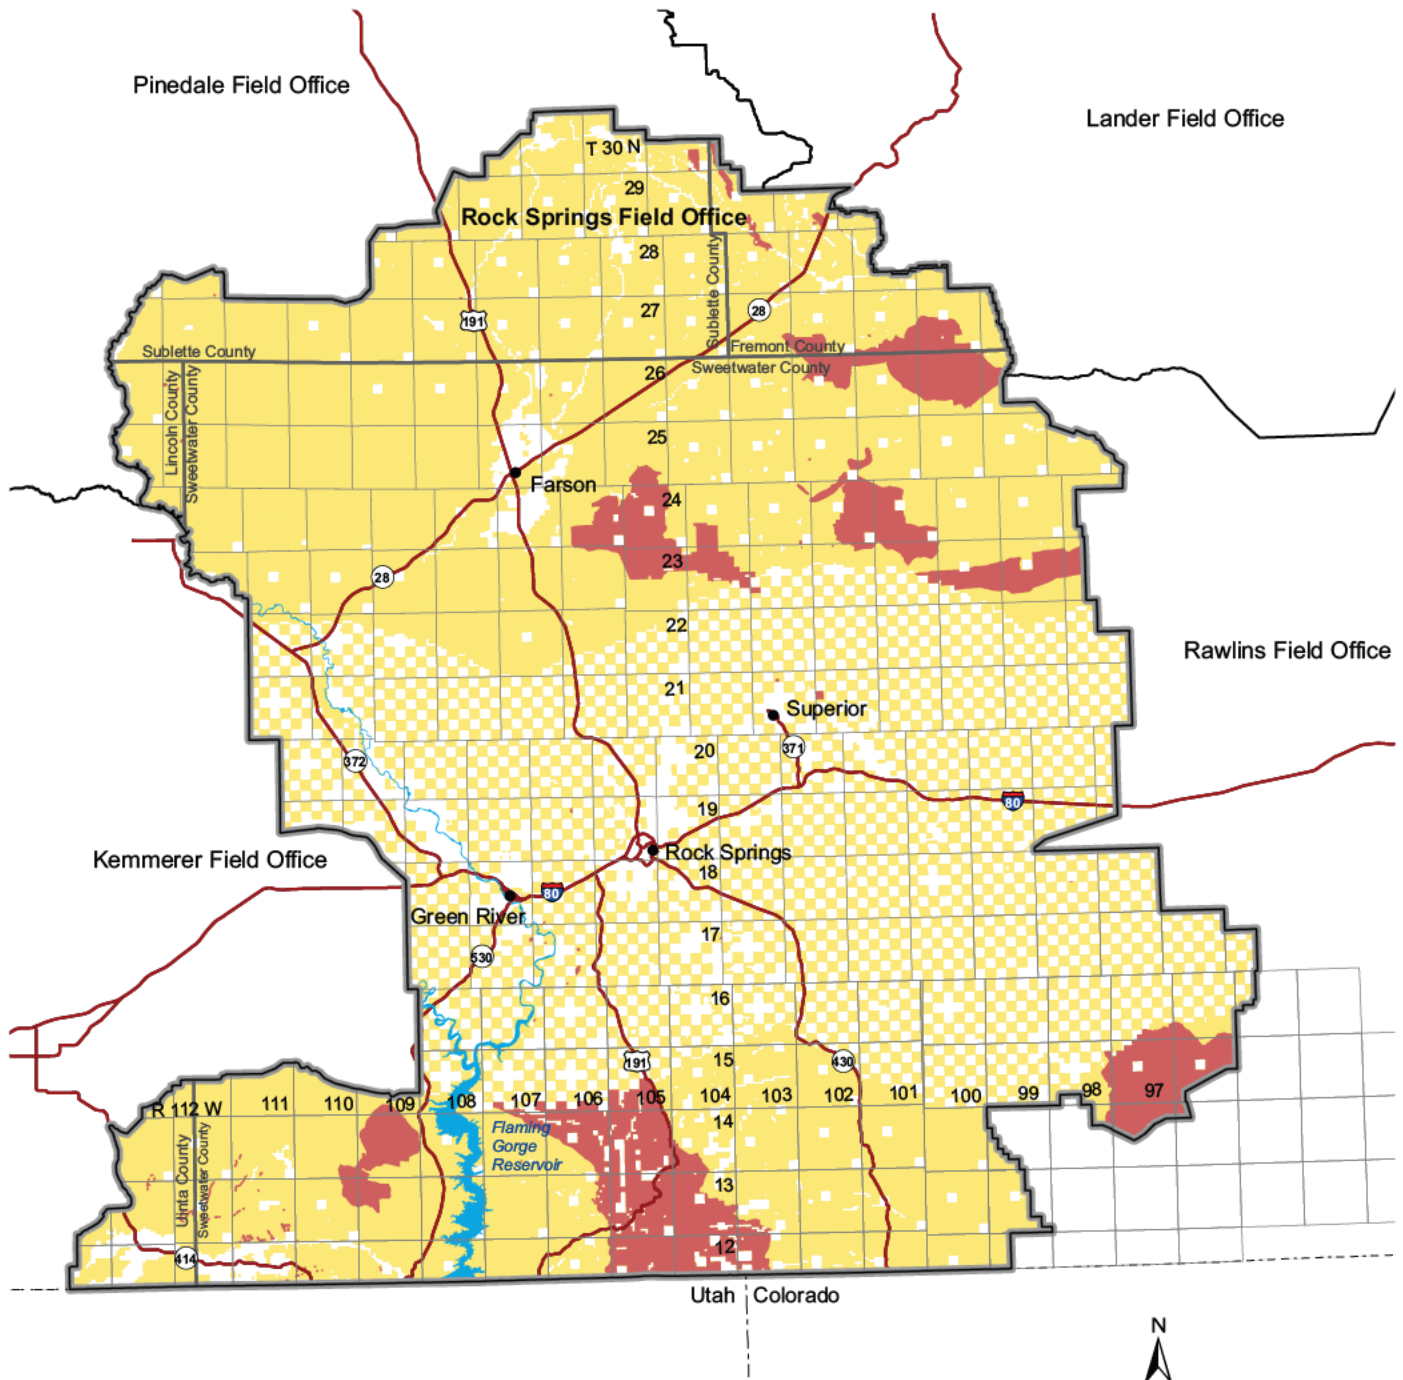 Pinedale Field Office
Lander Field Office
T 30 N
29
Rock Springs Field Office
28
Sublette County
27
28
191
Sublette County
Fremont County
Sweetwater County
26
Lincoln County
Sweetwater County
25
Farson
24
23
28
22
Rawlins Field Office
21
Superior
20
371
372
19
80
Kemmerer Field Office
Rock Springs
18
80
Green River
17
530
16
15
191
430
R 112 W
111
110
109
108
107
106
105
104
103
102
101
100
99
98
97
14
Flaming
Gorge
Reservoir
Uinta County
Sweetwater County
13
12
414
Utah
Colorado
N